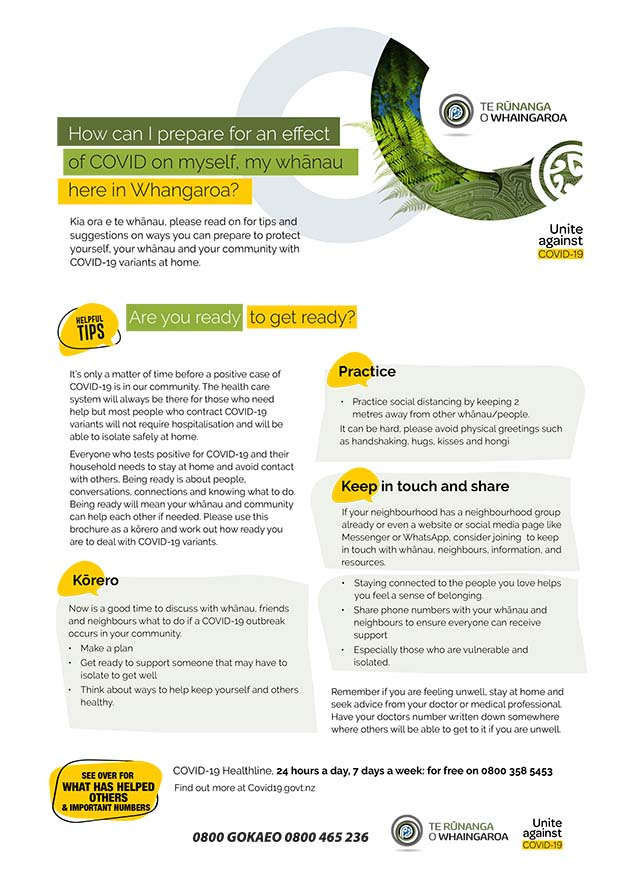 TE RŪNANGA
O WHAINGAROA
How can I prepare for an effect
of COVID on myself, my whānau
here in Whangaroa?
Kia ora e te whānau, please read on for tips and
suggestions on ways you can prepare to protect
yourself, your whānau and your community with
COVID-19 variants at home.
Unite
against
COVID-19
HELPFUL
TIPS
Are you ready to get ready?
It's only a matter of time before a positive case of
COVID-19 is in our community. The health care
system will always be there for those who need
help but most people who contract COVID-19
variants will not require hospitalisation and will be
able to isolate safely at home.
Everyone who tests positive for COVID-19 and their
household needs to stay at home and avoid contact
with others, Being ready is about people,
conversations, connections and knowing what to do.
Being ready will mean your whānau and community
can help each other if needed. Please use this
brochure as a kōrero and work out how ready you
are to deal with COVID-19 variants.
Kōrero
Now is a good time to discuss with whānau, friends
and neighbours what to do if a COVID-19 outbreak
occurs in your community.
• Make a plan
• Get ready to support someone that may have to
isolate to get well
• Think about ways to help keep yourself and others
healthy.
Practice
• Practice social distancing by keeping 2
metres away from other whānau/people.
It can be hard, please avoid physical greetings such
as handshaking, hugs, kisses and hongi
Keep in touch and share
If your neighbourhood has a neighbourhood group
already or even a website or social media page like
Messenger or WhatsApp, consider joining to keep
in touch with whānau, neighbours, information, and
resources.
• Staying connected to the people you love helps
you feel a sense of belonging.
• Share phone numbers with your whānau and
neighbours to ensure everyone can receive
support
• Especially those who are vulnerable and
isolated.
Remember if you are feeling unwell, stay at home and
seek advice from your doctor or medical professional.
Have your doctors number written down somewhere
where others will be able to get to it if you are unwell.
SEE OVER FOR
WHAT HAS HELPED
OTHERS
& IMPORTANT NUMBERS
COVID-19 Healthline, 24 hours a day, 7 days a week: for free on 0800 358 5453
Find out more at Covid19.govt.nz
0800 GOKAEO 0800 465 236
TE RŪNANGA
O WHAINGAROA
Unite
against
COVID-19